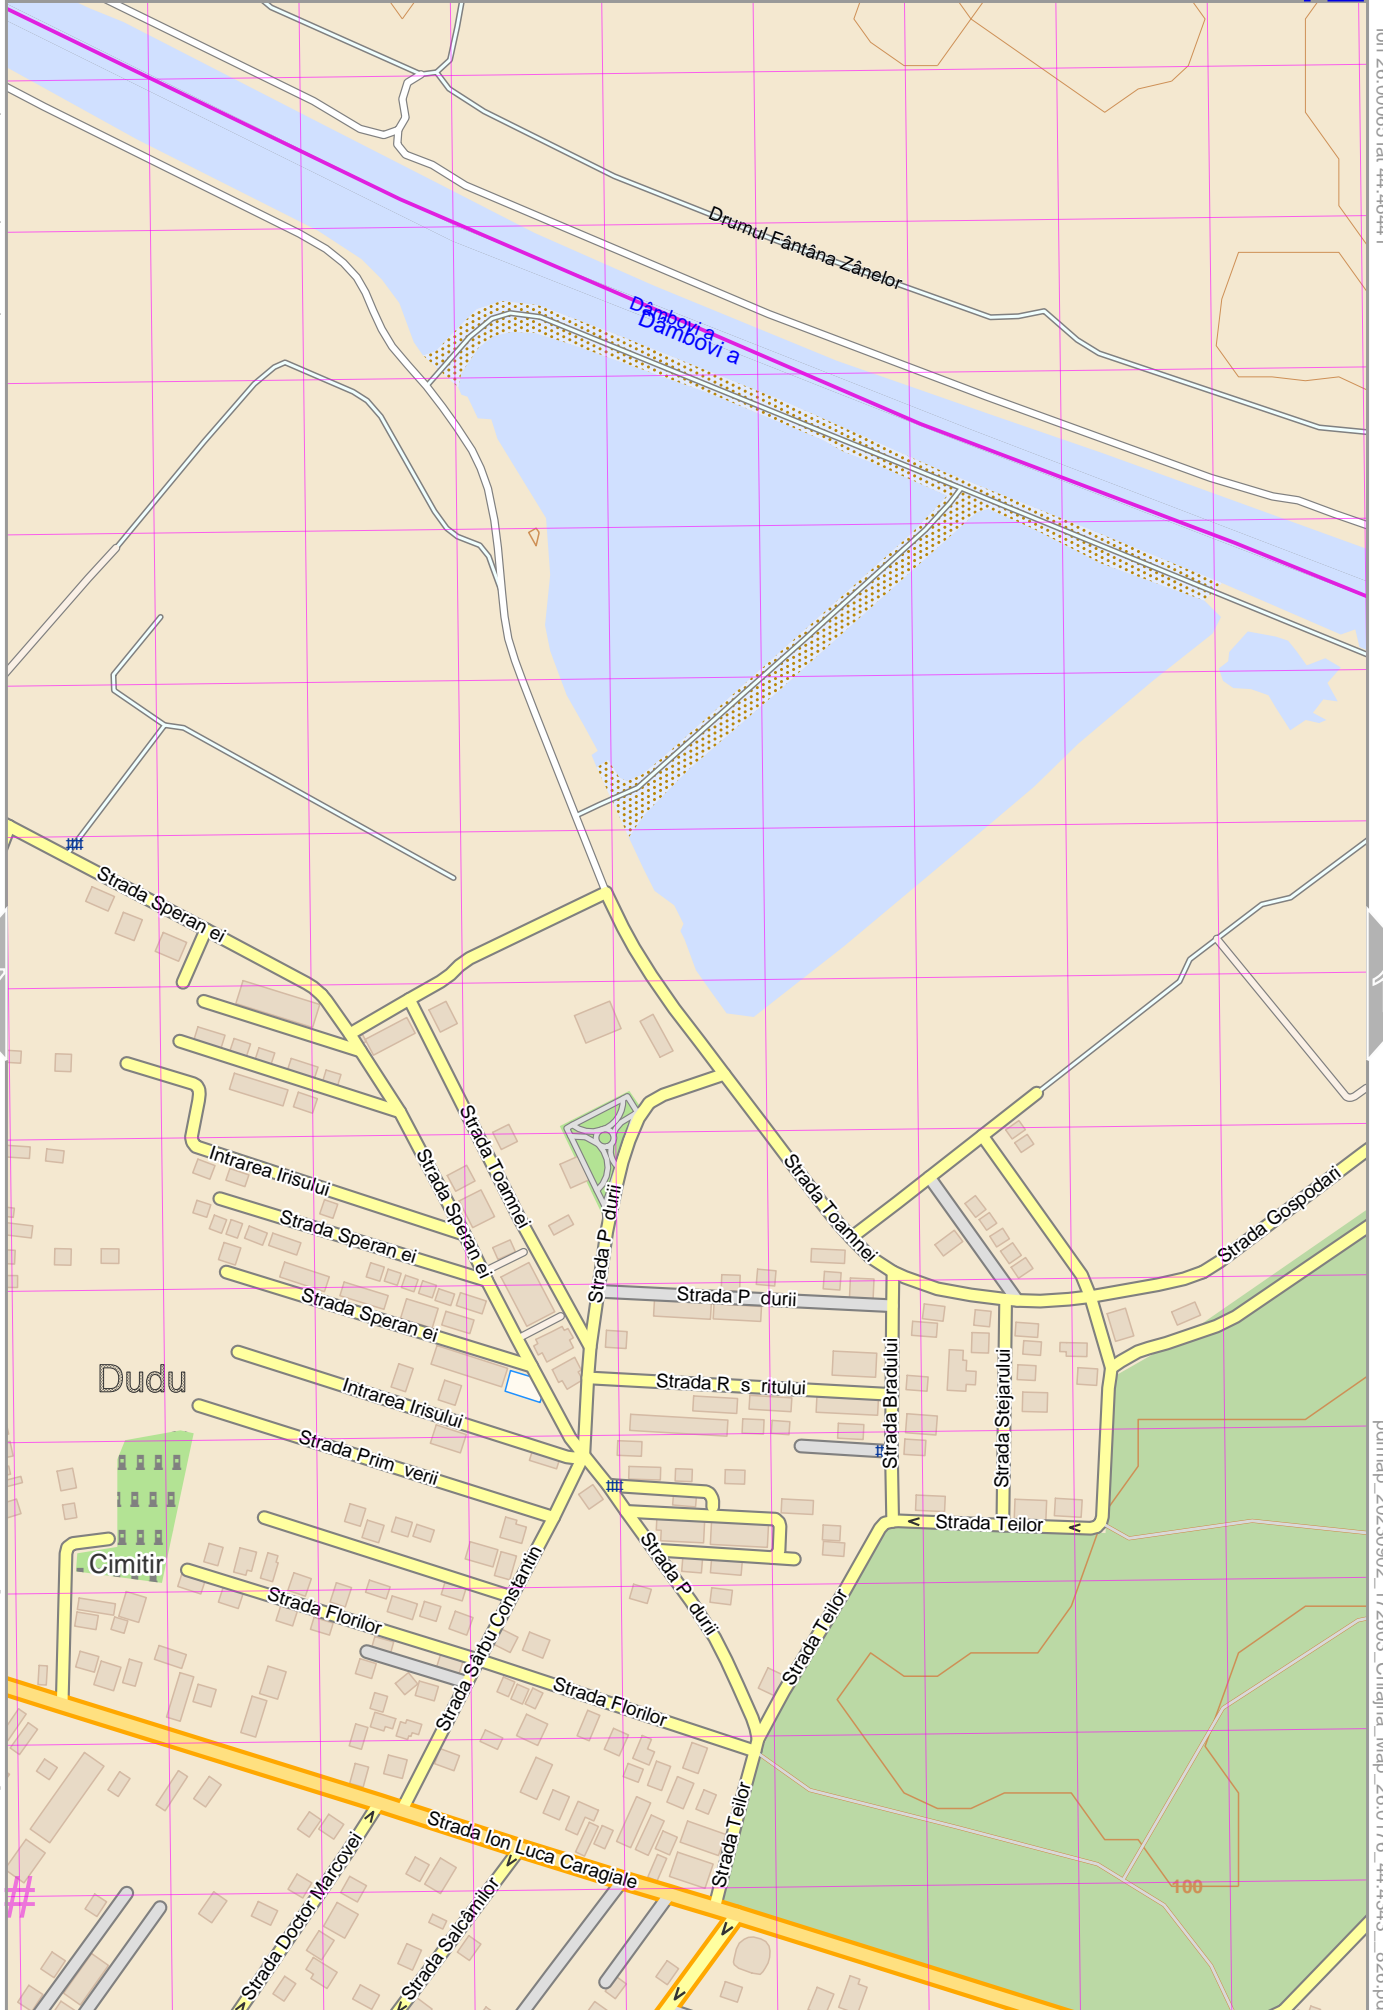 Drumul Fântâna Zânelor
Dâmbovi a
Dâmbovi a
Strada Speran ei
Strada Toamnei
Strada Speran ei
Intrarea Irisului
Strada Toamnei
Strada P durii
Strada Gospodari
Strada Speran ei
Strada P durii
Strada Speran ei
Strada Bradului
Strada Stejarului
Dudu
Strada R s ritului
Intrarea Irisului
Strada Prim verii
Strada Teilor
Cimitir
Strada P durii
Strada Florilor
Strada Sârbu Constantin
Strada Teilor
Strada Florilor
Strada Teilor
Strada Ion Luca Caragiale
Strada Doctor Marcovei
Strada Salcâmilor
100
#